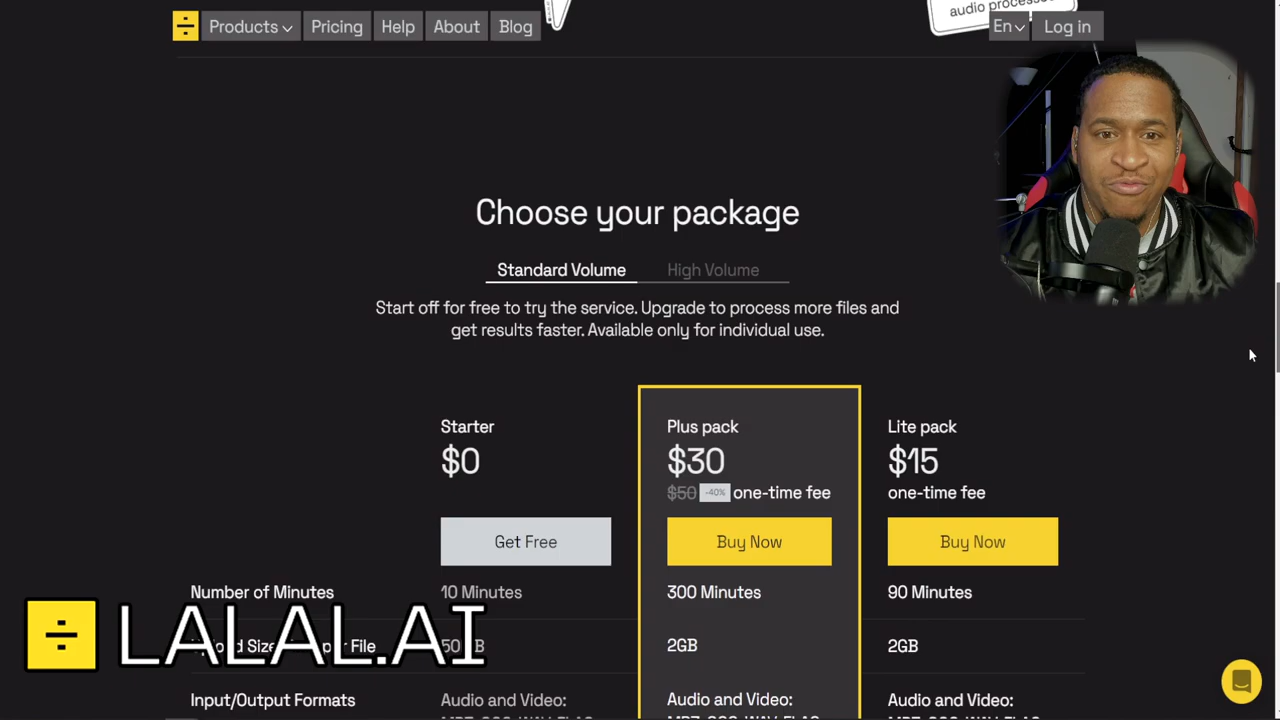 audio processe
Products Pricing Help About Blog En Log in
Choose your package
Standard Volume High Volume
Start off for free to try the service. Upgrade to process more files and
get results faster. Available only for individual use.
Starter Plus pack Lite pack
$0 $30 $15
$50 -40% one-time fee one-time fee
Get Free Buy Now Buy Now
Number of Minutes 10 Minutes 300 Minutes 90 Minutes
÷ LALAL.AI
per File 2GB 2GB
Input/Output Formats Audio and Video: Audio and Video: Audio and Video: